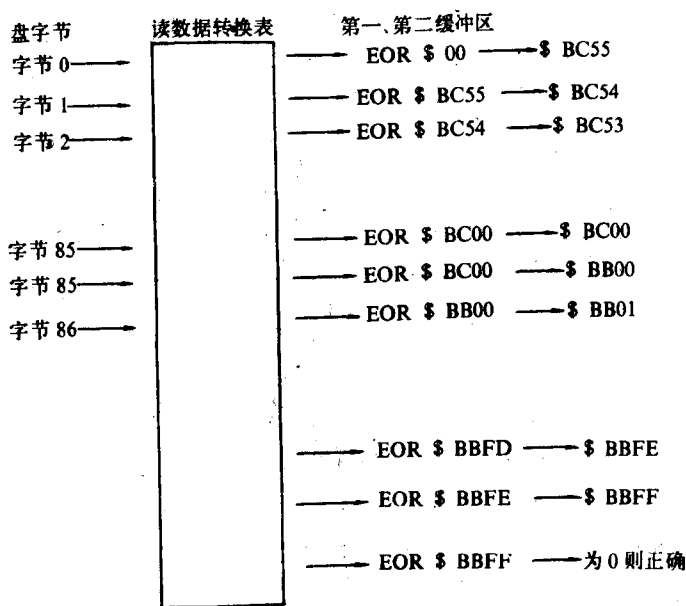 盘字节 读数据转换表 第一、第二缓冲区
字节 0 EOR $ 00 $ BC55
字节 1 EOR $ BC55 $ BC54
字节 2 EOR $ BC54 $ BC53
字节 85 EOR $ BC00 $ BC00
字节 85 EOR $ BC00 $ BB00
字节 86 EOR $ BB00 $ BB01
EOR $ BBFD $ BBFE
EOR $ BBFE $ BBFF
EOR $ BBFF 为 0 则正确